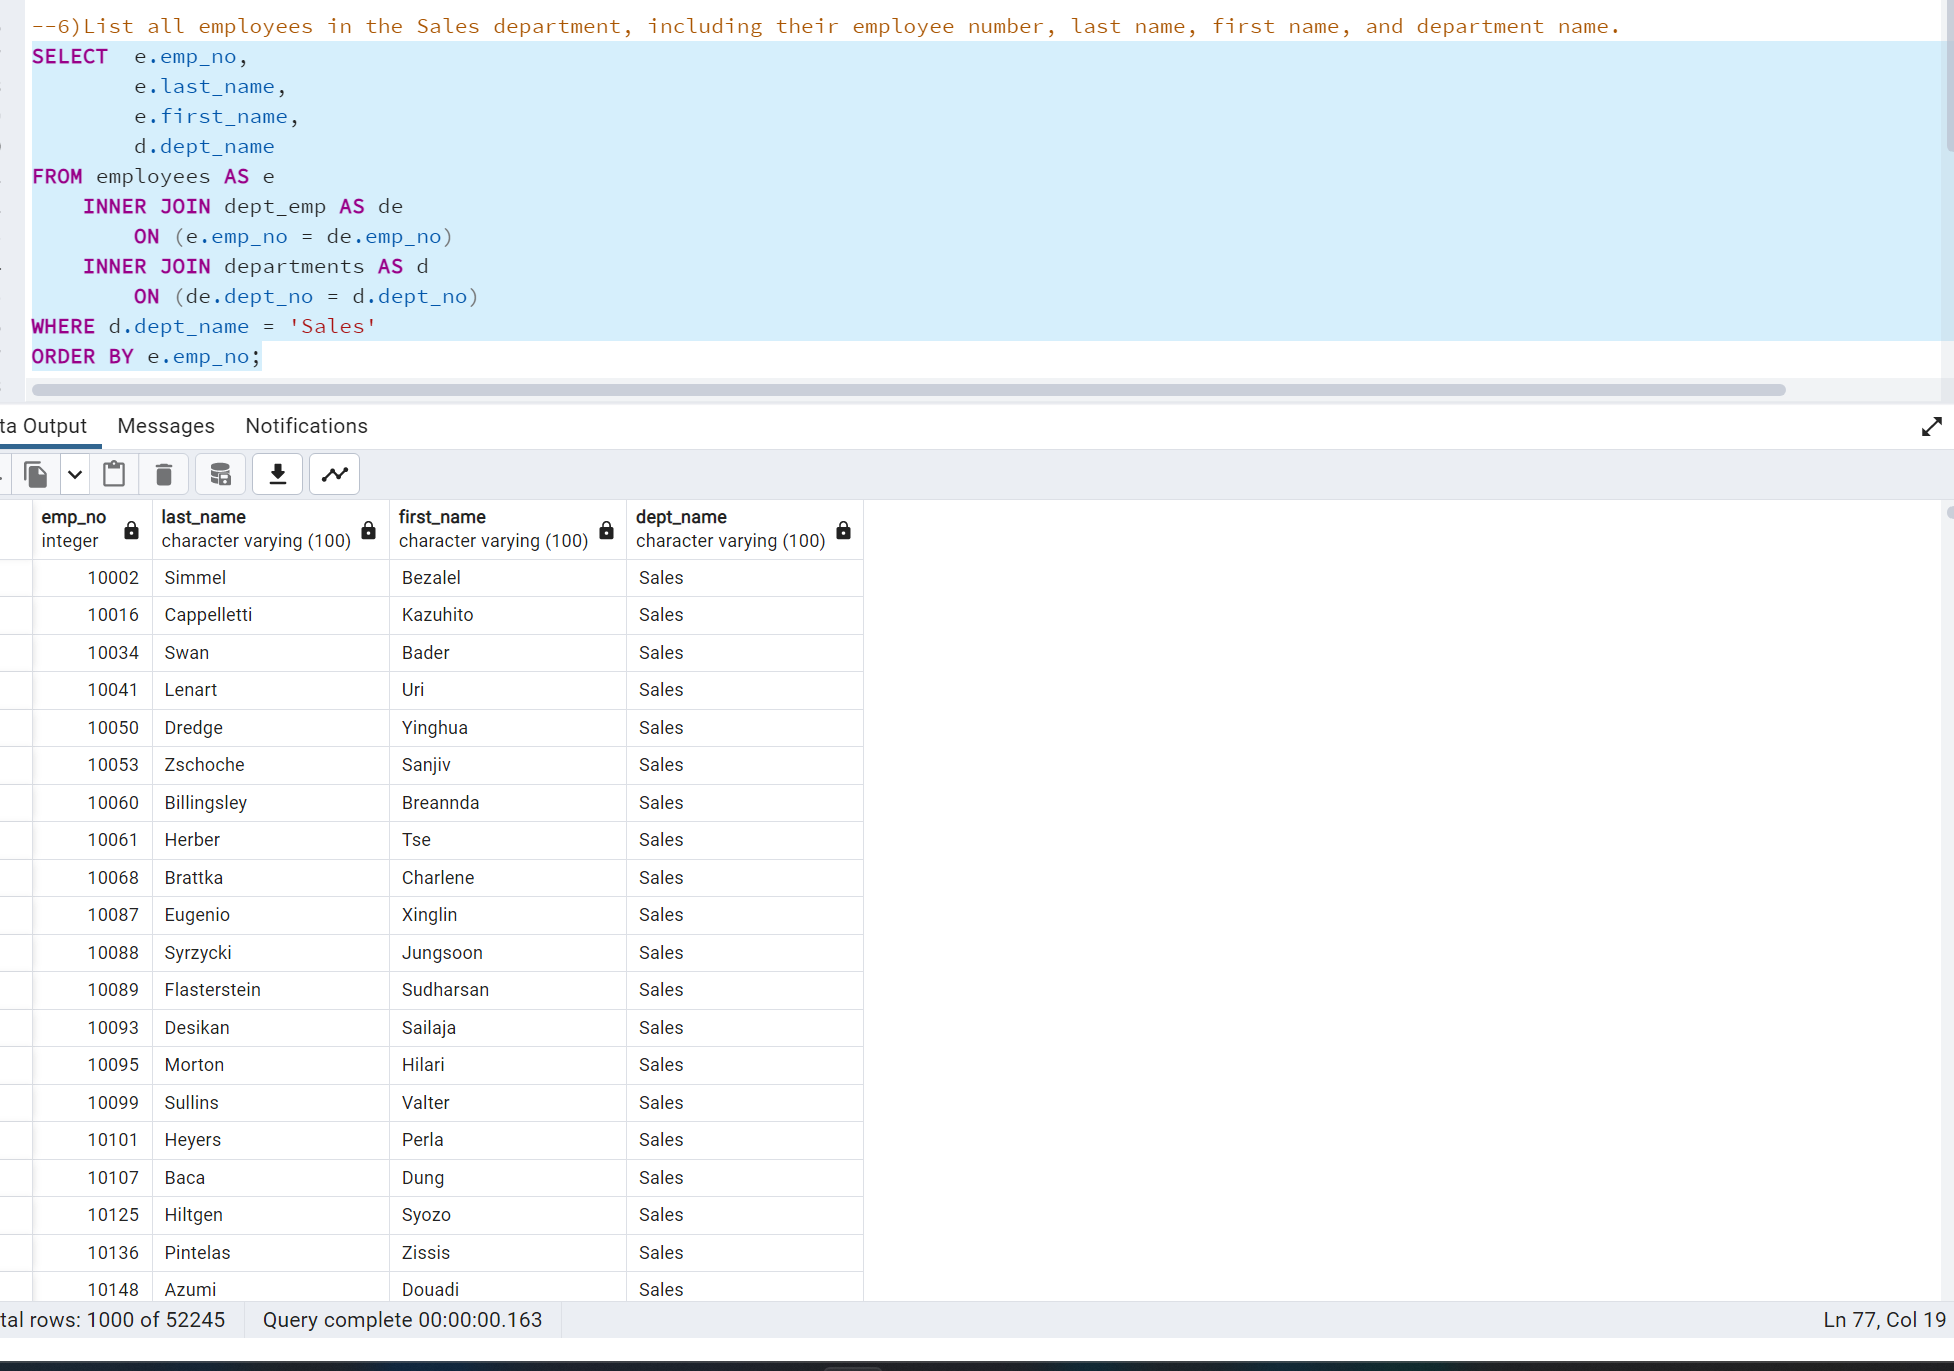 --6)List all employees in the Sales department, including their employee number, last name, first name, and department name.
SELECT  e.emp_no,
        e.last_name,
        e.first_name,
        d.dept_name
FROM employees AS e
    INNER JOIN dept_emp AS de
        ON (e.emp_no = de.emp_no)
    INNER JOIN departments AS d
        ON (de.dept_no = d.dept_no)
WHERE d.dept_name = 'Sales'
ORDER BY e.emp_no;
ta Output Messages Notifications
emp_no last_name first_name dept_name
integer character varying (100) character varying (100) character varying (100)
10002 Simmel Bezalel Sales
10016 Cappelletti Kazuhito Sales
10034 Swan Bader Sales
10041 Lenart Uri Sales
10050 Dredge Yinghua Sales
10053 Zschoche Sanjiv Sales
10060 Billingsley Breannda Sales
10061 Herber Tse Sales
10068 Brattka Charlene Sales
10087 Eugenio Xinglin Sales
10088 Syrzycki Jungsoon Sales
10089 Flasterstein Sudharsan Sales
10093 Desikan Sailaja Sales
10095 Morton Hilari Sales
10099 Sullins Valter Sales
10101 Heyers Perla Sales
10107 Baca Dung Sales
10125 Hiltgen Syozo Sales
10136 Pintelas Zissis Sales
10148 Azumi Douadi Sales
tal rows: 1000 of 52245 Query complete 00:00:00.163 Ln 77, Col 19